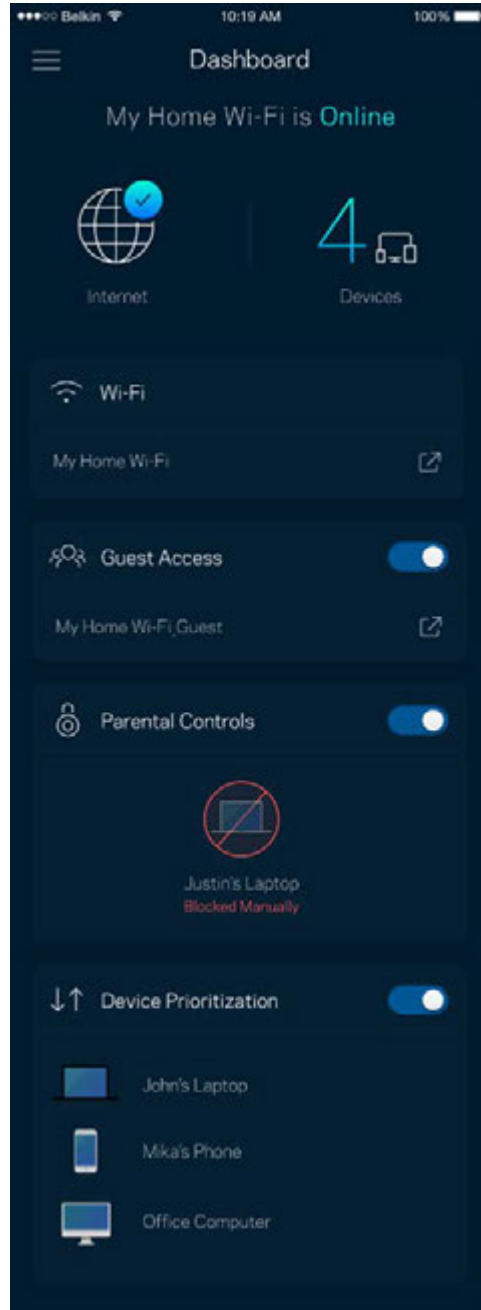 Belkin 10:19 AM 100%
Dashboard
My Home Wi-Fi is Online
4
Internet Devices
Wi-Fi
My Home Wi-Fi
Guest Access
My Home Wi-Fi_Guest
Parental Controls
Justin's Laptop
Blocked Manually
Device Prioritization
John's Laptop
Mika's Phone
Office Computer